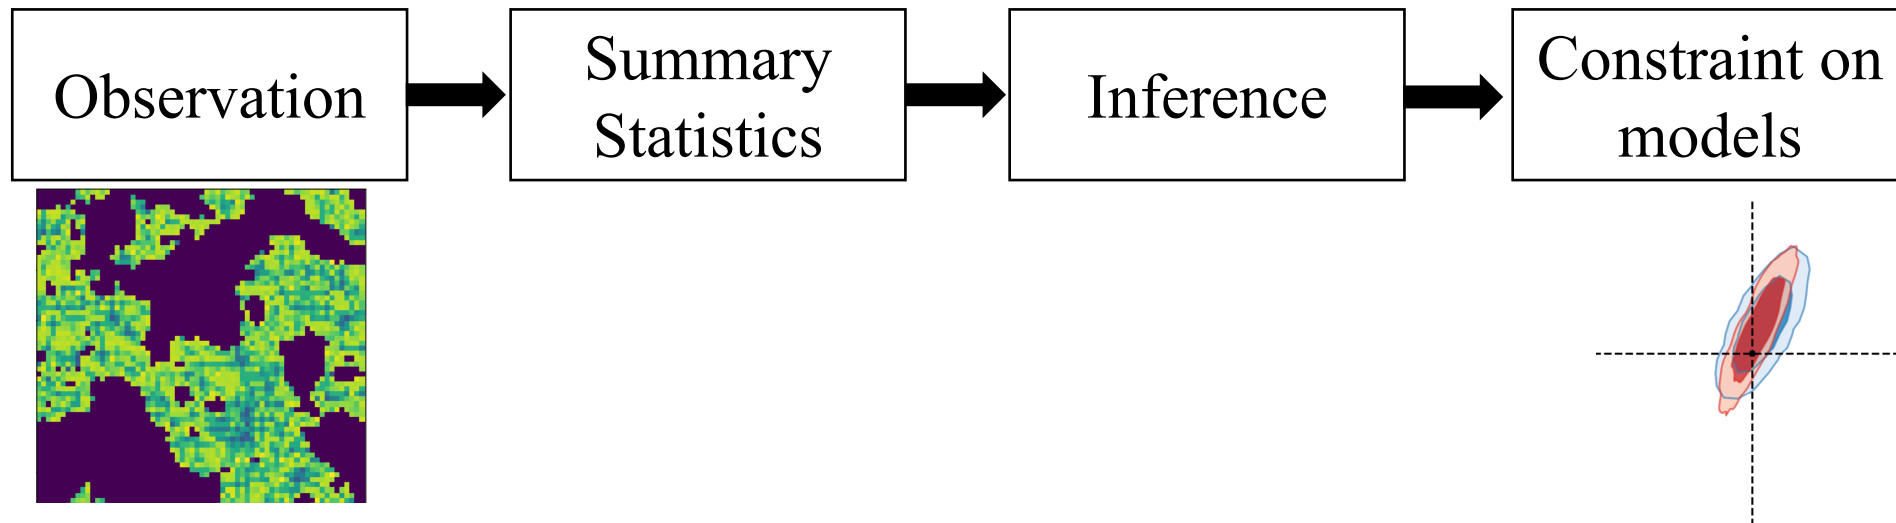 Observation
Summary
Statistics
Inference
Constraint on
models